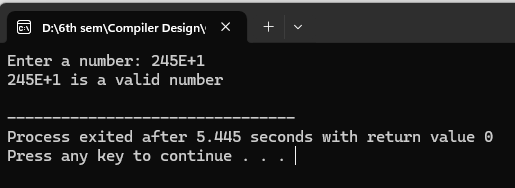 D:\6th sem\Compiler Design\
Enter a number: 245E+1
245E+1 is a valid number
--------------------------------
Process exited after 5.445 seconds with return value 0
Press any key to continue . . .